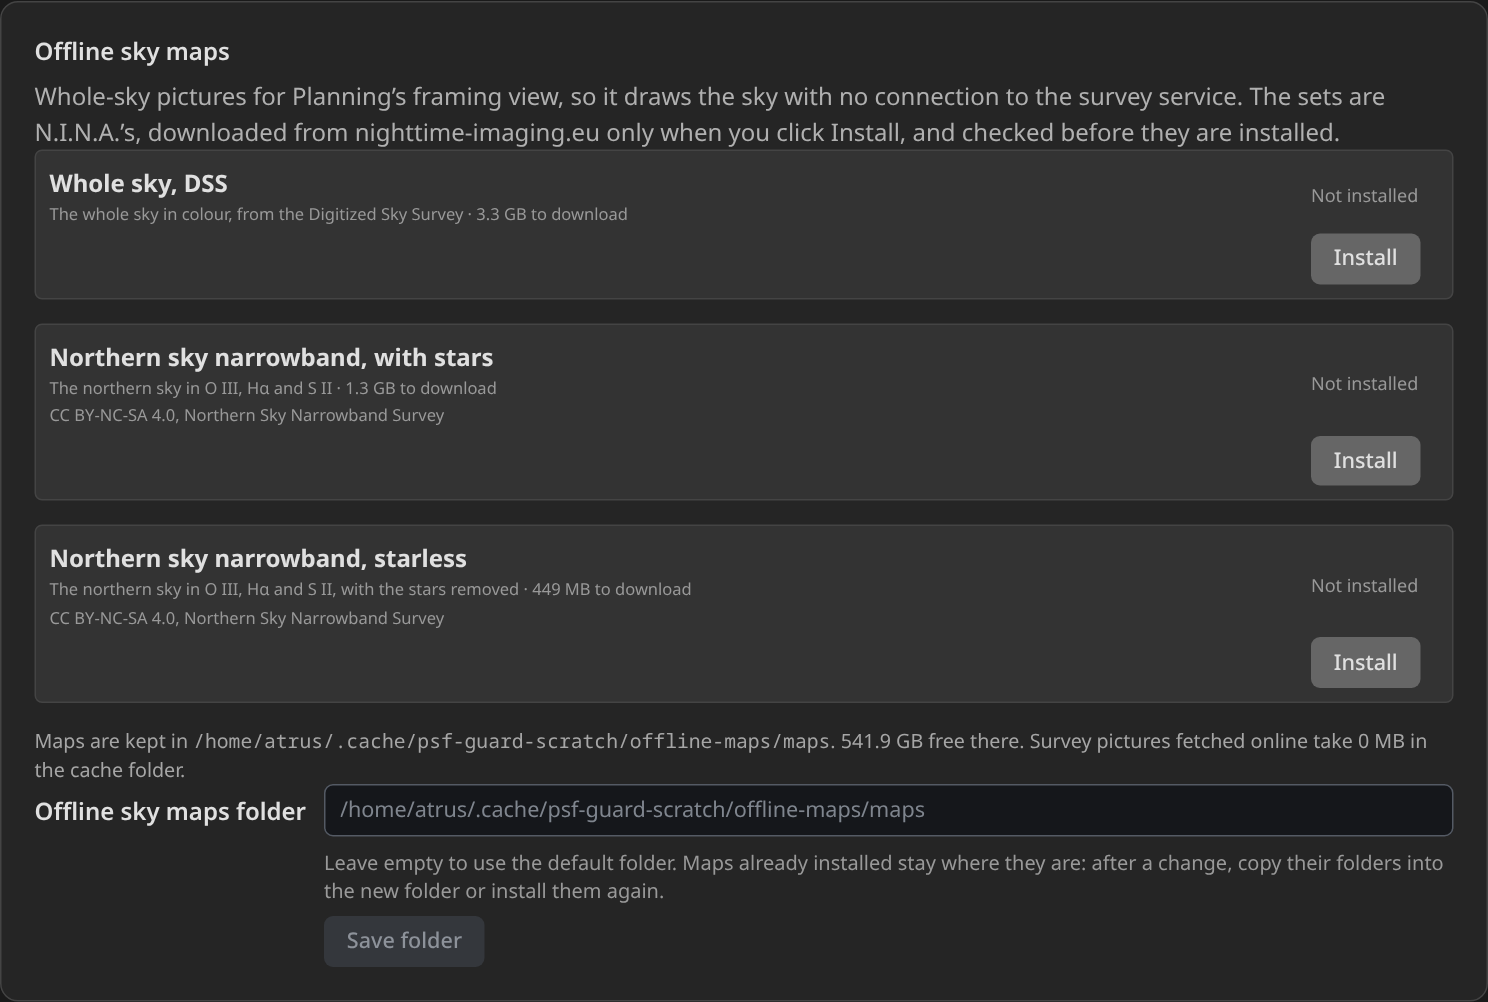 Offline sky maps
Whole-sky pictures for Planning’s framing view, so it draws the sky with no connection to the survey service. The sets are
N.I.N.A.’s, downloaded from nighttime-imaging.eu only when you click Install, and checked before they are installed.
Whole sky, DSS
The whole sky in colour, from the Digitized Sky Survey · 3.3 GB to download
Not installed
Install
Northern sky narrowband, with stars
The northern sky in O III, Hα and S II · 1.3 GB to download
CC BY-NC-SA 4.0, Northern Sky Narrowband Survey
Not installed
Install
Northern sky narrowband, starless
The northern sky in O III, Hα and S II, with the stars removed · 449 MB to download
CC BY-NC-SA 4.0, Northern Sky Narrowband Survey
Not installed
Install
Maps are kept in /home/atrus/.cache/psf-guard-scratch/offline-maps/maps. 541.9 GB free there. Survey pictures fetched online take 0 MB in
the cache folder.
Offline sky maps folder
/home/atrus/.cache/psf-guard-scratch/offline-maps/maps
Leave empty to use the default folder. Maps already installed stay where they are: after a change, copy their folders into
the new folder or install them again.
Save folder